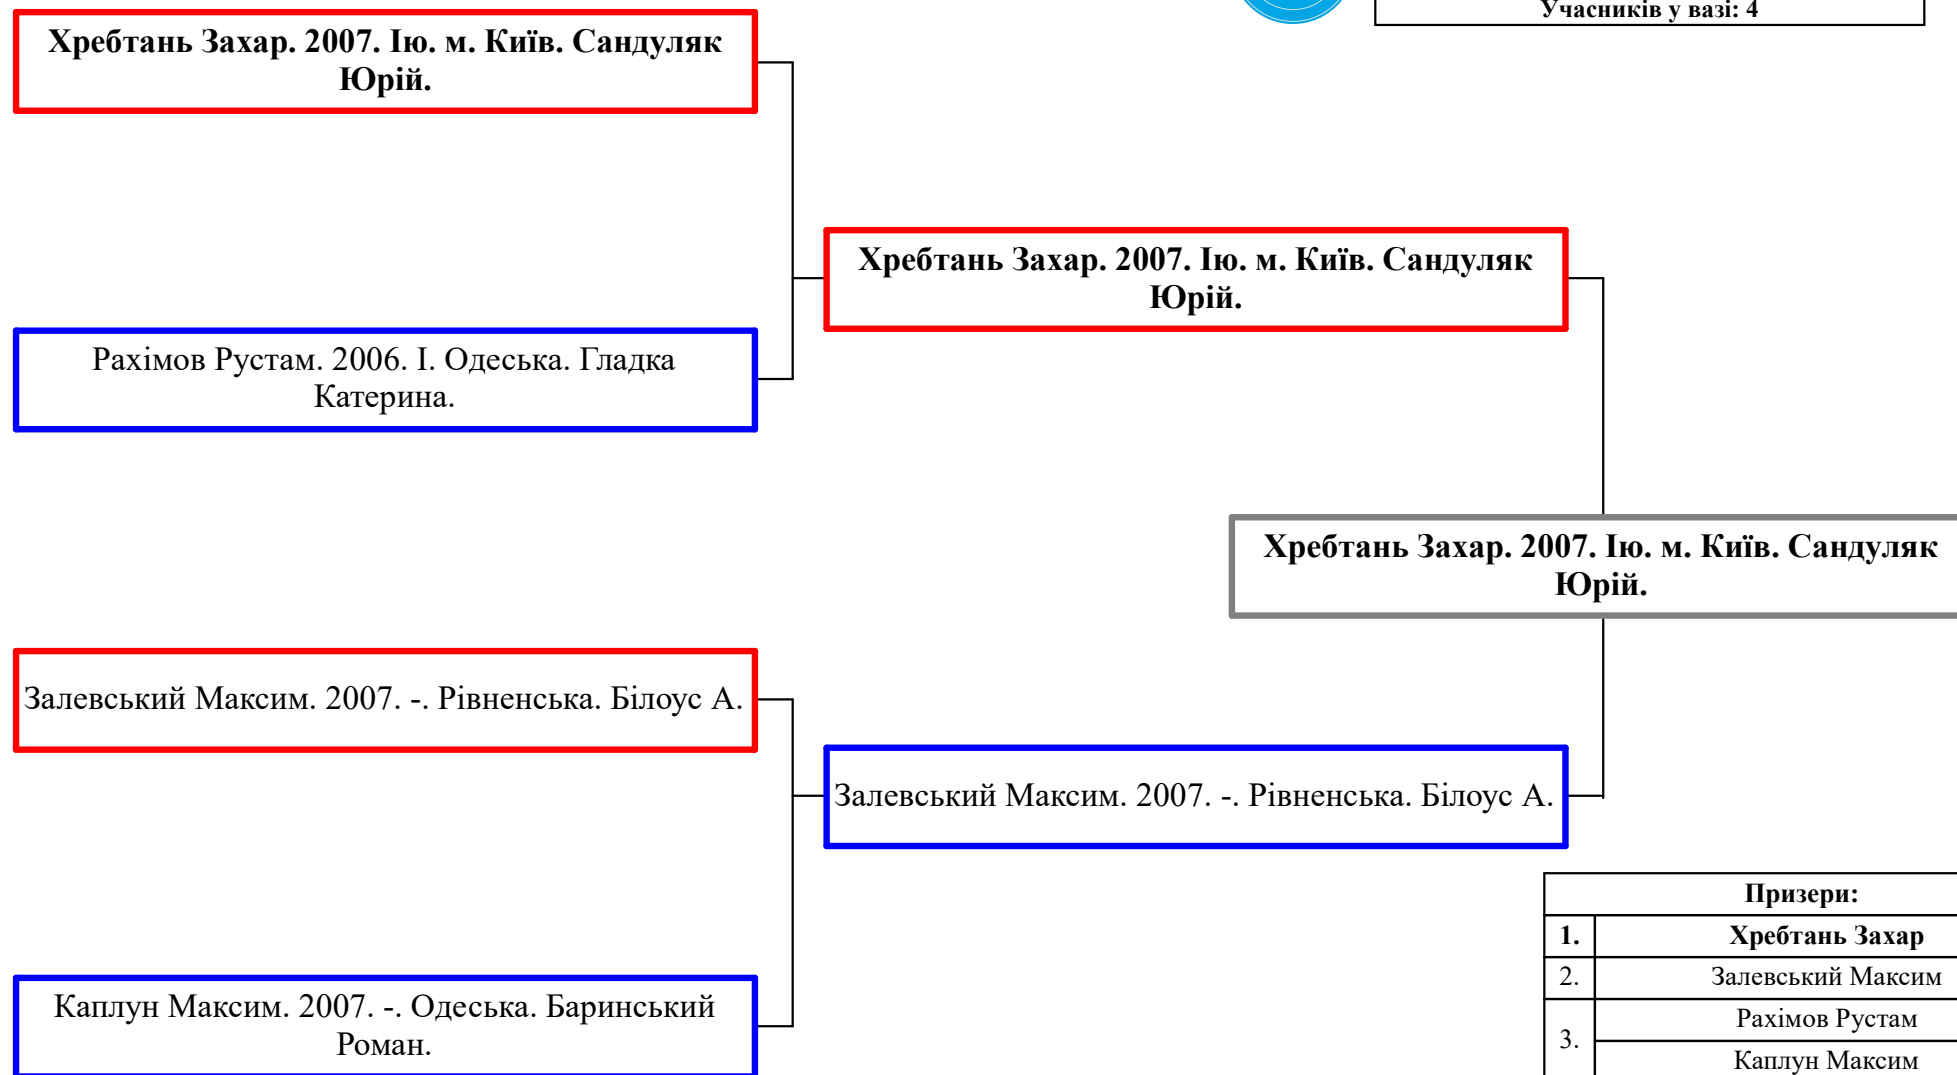 Учасників у вазі: 4
Хребтань Захар. 2007. Ію. м. Київ. Сандуляк
Юрій.
Хребтань Захар. 2007. Ію. м. Київ. Сандуляк
Юрій.
Рахімов Рустам. 2006. І. Одеська. Гладка
Катерина.
Хребтань Захар. 2007. Ію. м. Київ. Сандуляк
Юрій.
Залевський Максим. 2007. -. Рівненська. Білоус А.
Залевський Максим. 2007. -. Рівненська. Білоус А.
Каплун Максим. 2007. -. Одеська. Баринський
Роман.
Призери:
1. Хребтань Захар
2. Залевський Максим
3. Рахімов Рустам
Каплун Максим